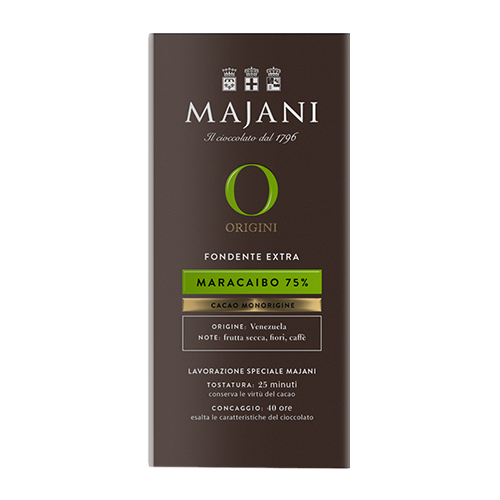 MAJANI
Il cioccolato dal 1796
O
ORIGINI
FONDENTE EXTRA
MARACAIBO 75%
CACAO MONORIGINE
ORIGINE: Venezuela
NOTE: frutta secca, fiori, caffè
LAVORAZIONE SPECIALE MAJANI
TOSTATURA: 25 minuti
conserva le virtù del cacao
CONCAGGIO: 40 ore
esalta le caratteristiche del cioccolato